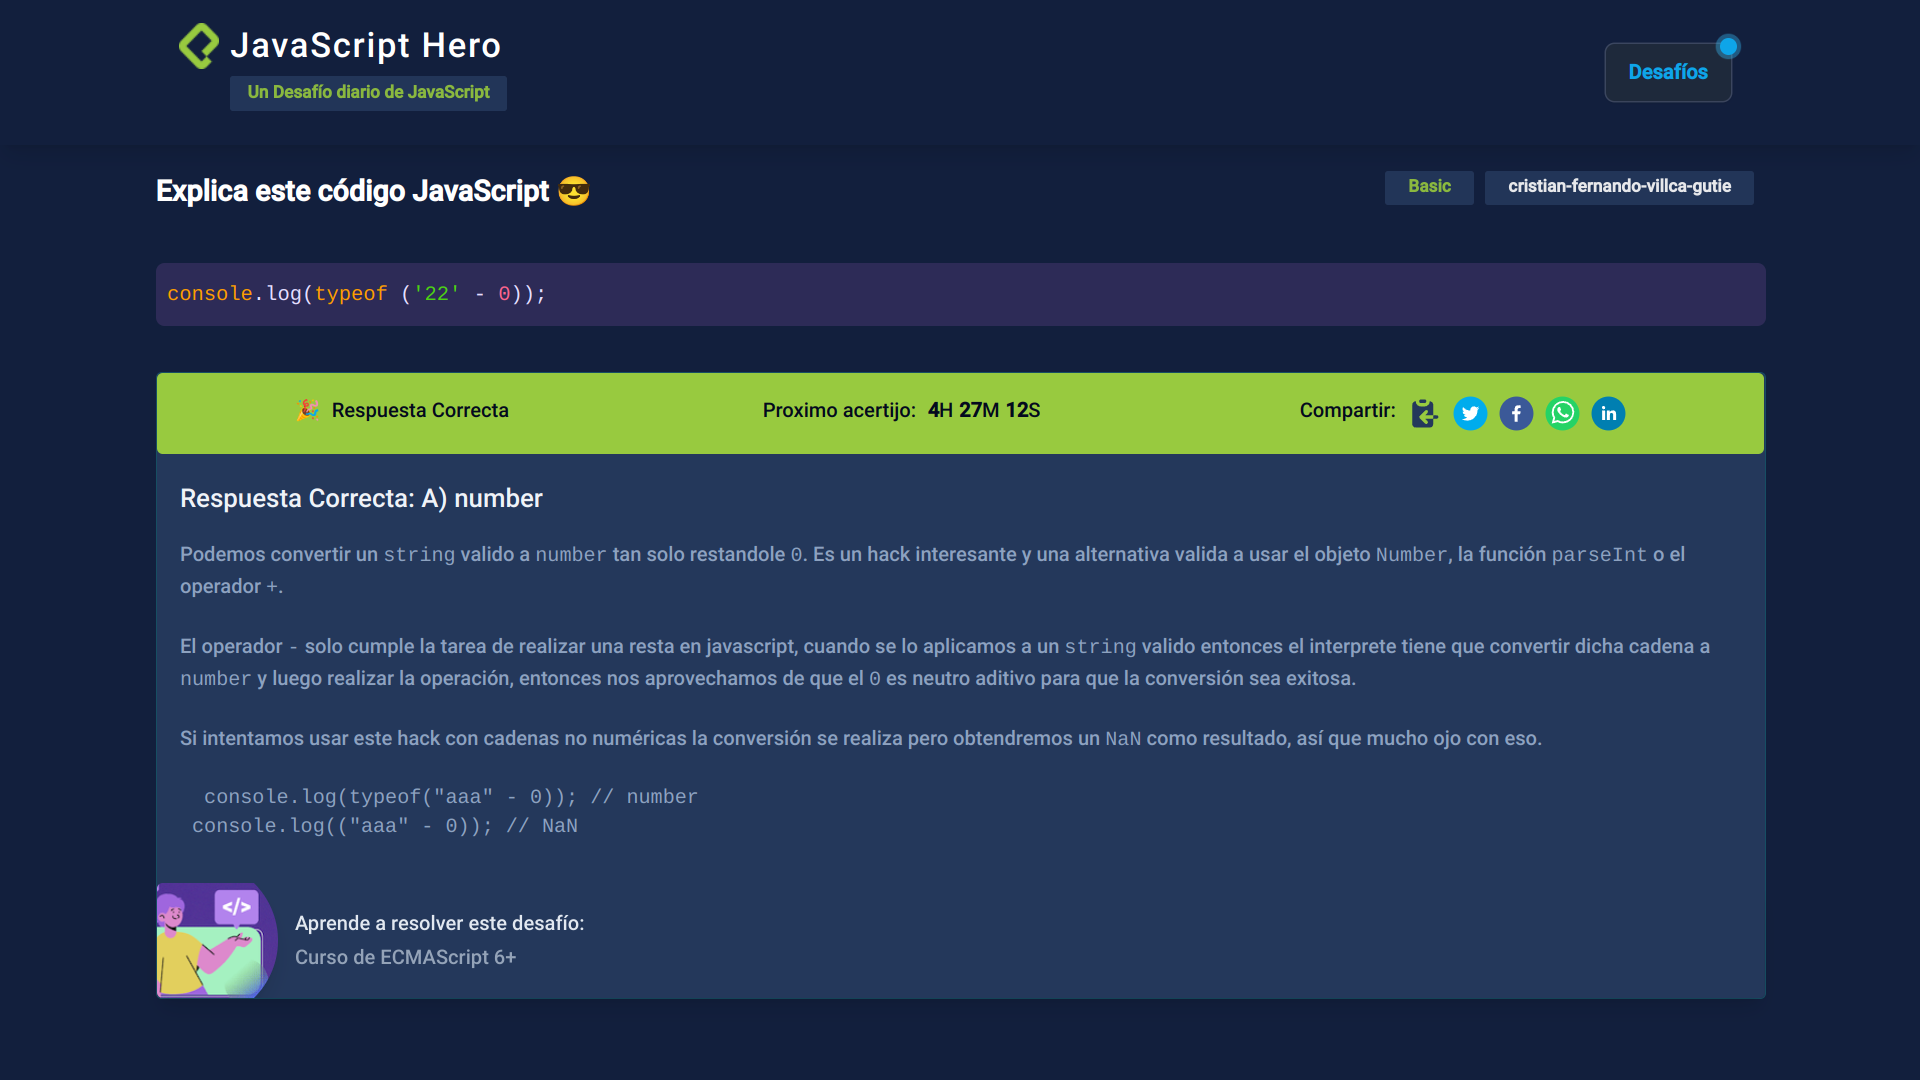 JavaScript Hero
Un Desafío diario de JavaScript
Desafíos
Explica este código JavaScript 😎
Basic
cristian-fernando-villca-gutie
console.log(typeof ('22' - 0));
🎉 Respuesta Correcta
Proximo acertijo: 4H 27M 12S
Compartir:
Respuesta Correcta: A) number
Podemos convertir un string valido a number tan solo restandole 0. Es un hack interesante y una alternativa valida a usar el objeto Number, la función parseInt o el
operador +.
El operador - solo cumple la tarea de realizar una resta en javascript, cuando se lo aplicamos a un string valido entonces el interprete tiene que convertir dicha cadena a
number y luego realizar la operación, entonces nos aprovechamos de que el 0 es neutro aditivo para que la conversión sea exitosa.
Si intentamos usar este hack con cadenas no numéricas la conversión se realiza pero obtendremos un NaN como resultado, así que mucho ojo con eso.
console.log(typeof("aaa" - 0)); // number
console.log(("aaa" - 0)); // NaN
</>
Aprende a resolver este desafío:
Curso de ECMAScript 6+